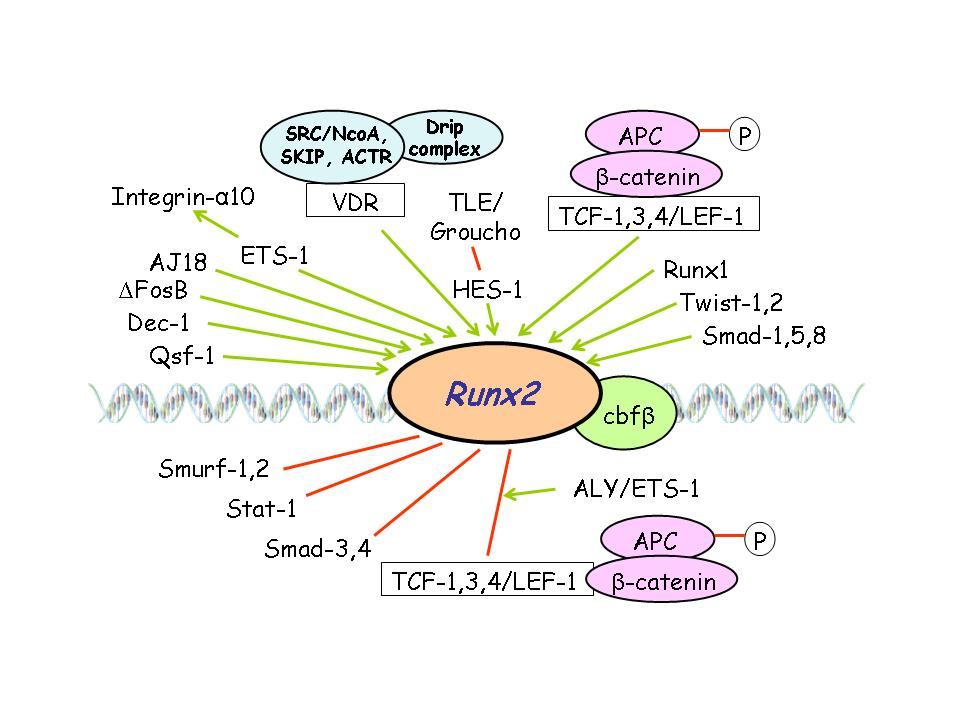 SRC/NcoA,
SKIP, ACTR
Drip
complex
APC
P
β-catenin
Integrin-α10
VDR
TLE/
Groucho
TCF-1,3,4/LEF-1
ETS-1
AJ18
HES-1
Runx1
ΔFosB
Twist-1,2
Dec-1
Smad-1,5,8
Qsf-1
Runx2
cbfβ
Smurf-1,2
Stat-1
ALY/ETS-1
Smad-3,4
APC
P
TCF-1,3,4/LEF-1
β-catenin